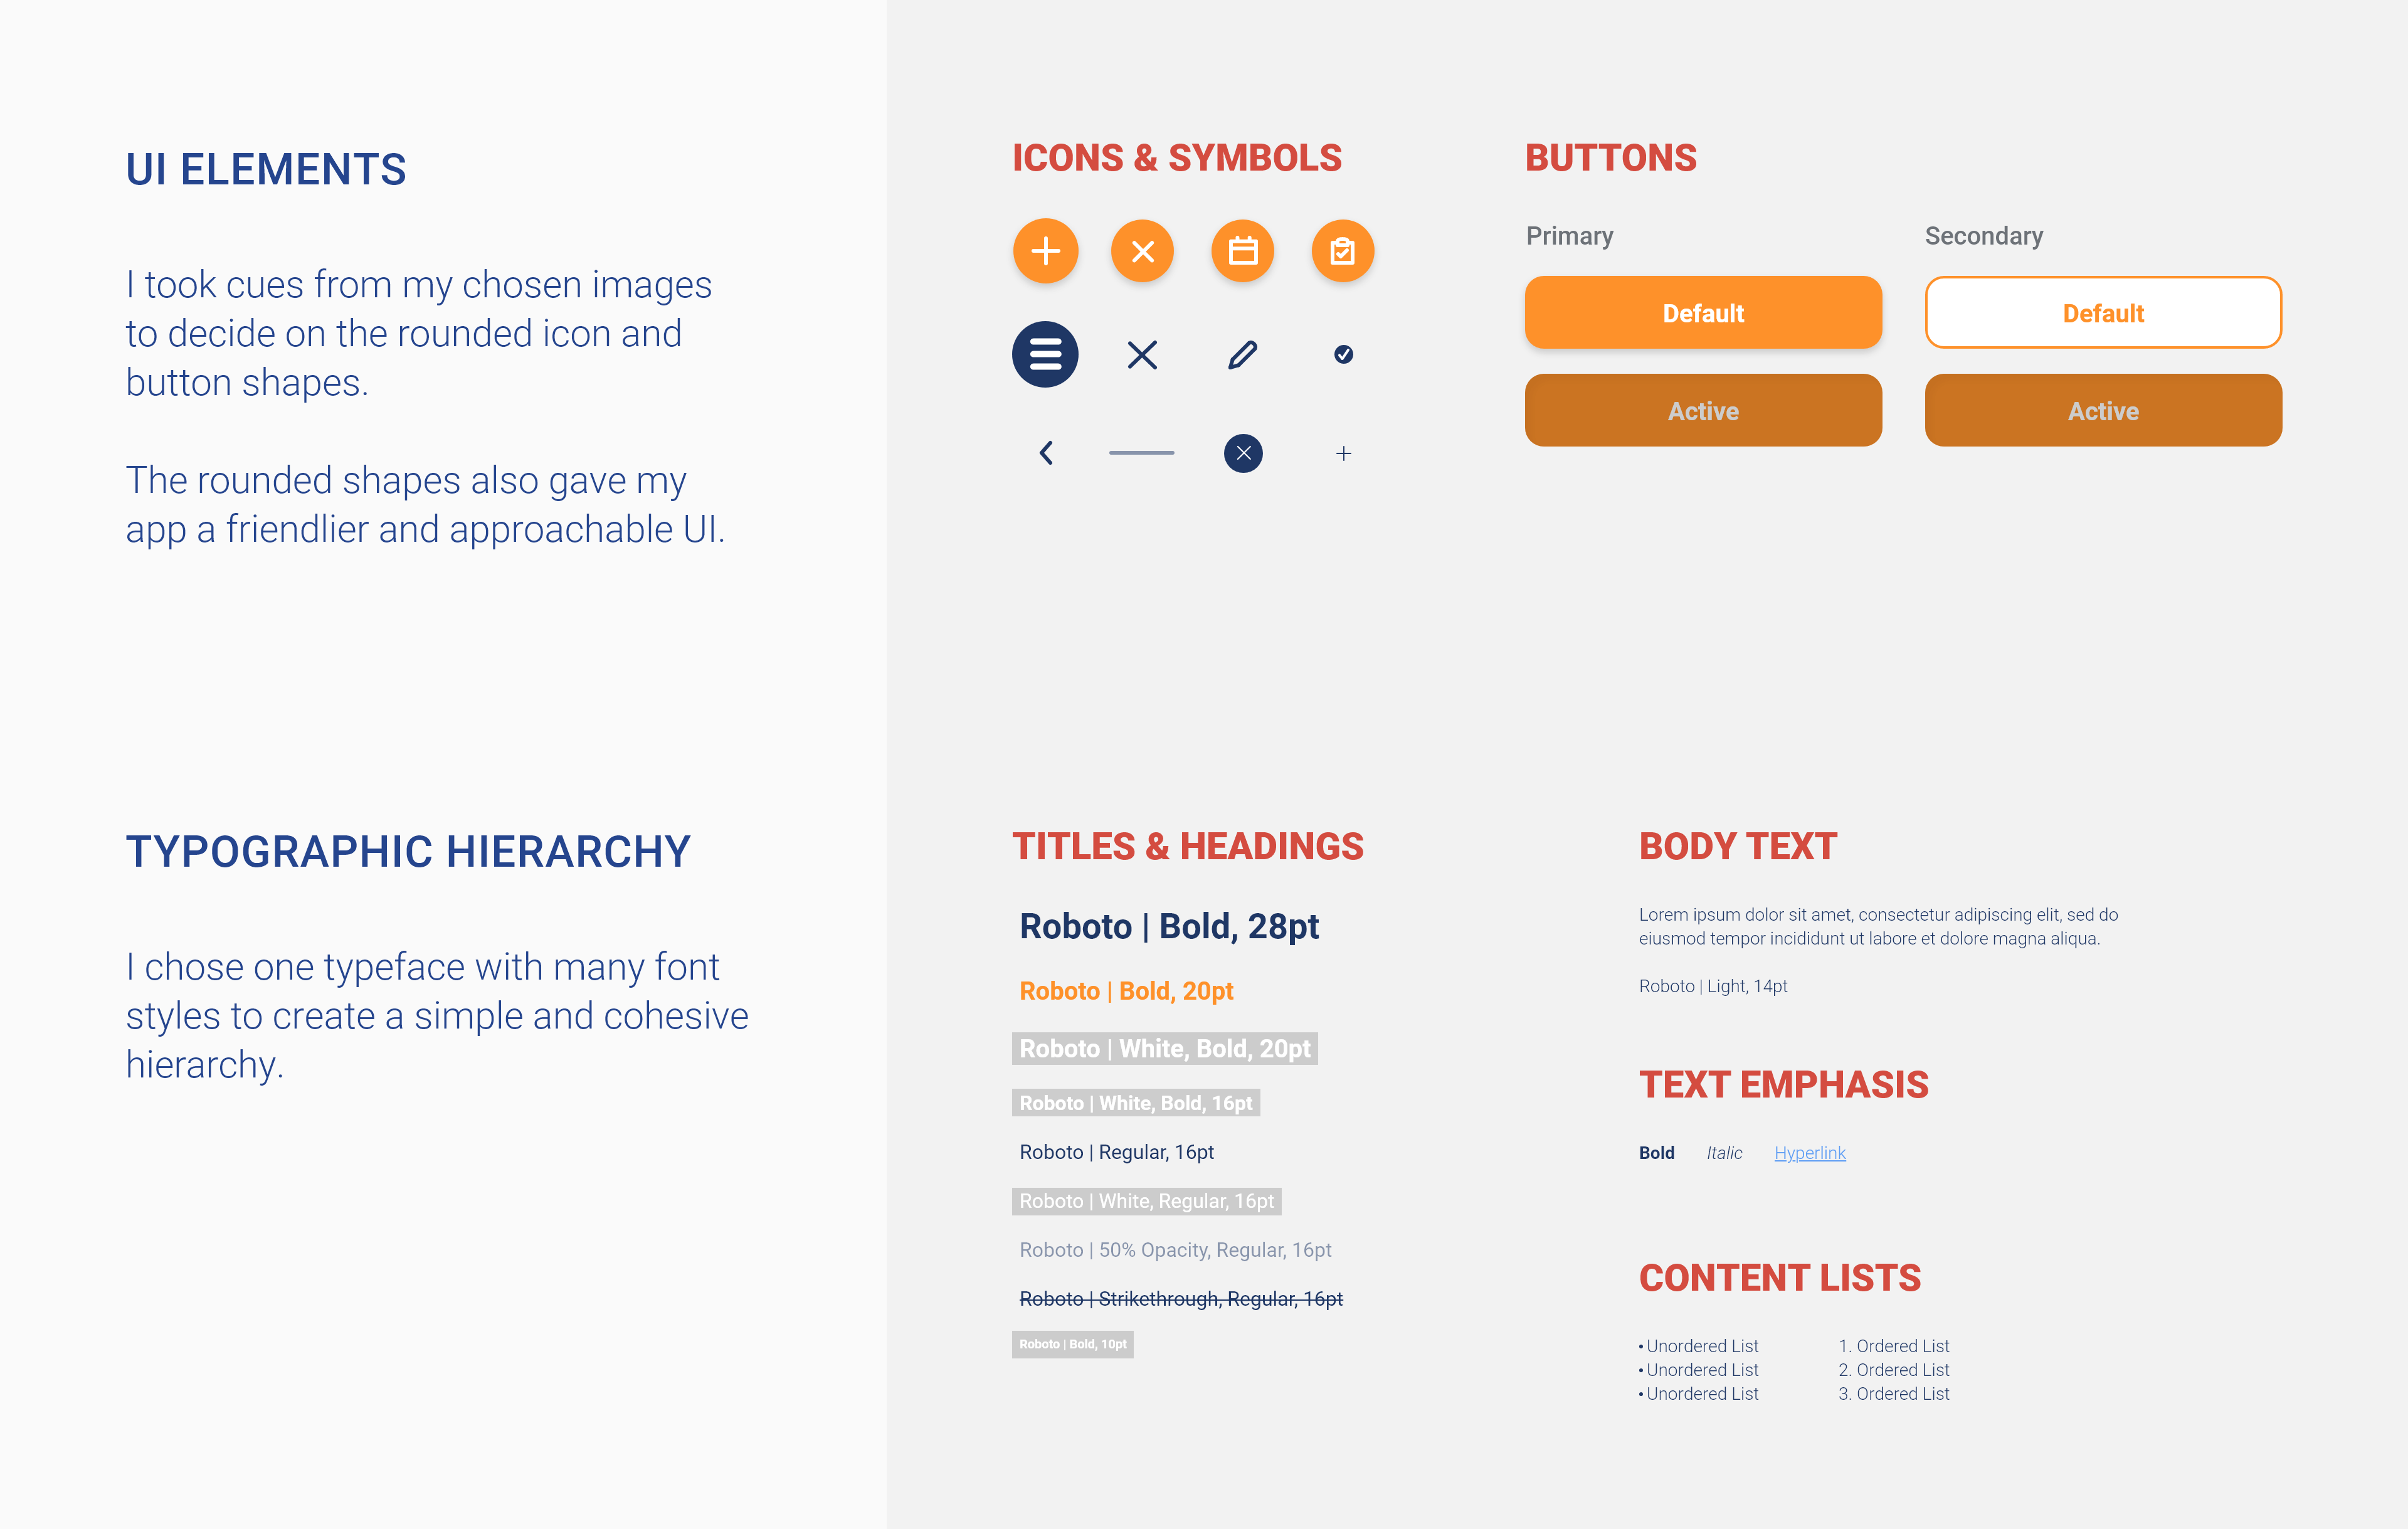 UI ELEMENTS
I took cues from my chosen images
to decide on the rounded icon and
button shapes.
The rounded shapes also gave my
app a friendlier and approachable UI.
ICONS & SYMBOLS
BUTTONS
Primary
Secondary
Default
Default
Active
Active
TYPOGRAPHIC HIERARCHY
I chose one typeface with many font
styles to create a simple and cohesive
hierarchy.
TITLES & HEADINGS
Roboto | Bold, 28pt
Roboto | Bold, 20pt
Roboto | White, Bold, 20pt
Roboto | White, Bold, 16pt
Roboto | Regular, 16pt
Roboto | White, Regular, 16pt
Roboto | 50% Opacity, Regular, 16pt
Roboto | Strikethrough, Regular, 16pt
Roboto | Bold, 10pt
BODY TEXT
Lorem ipsum dolor sit amet, consectetur adipiscing elit, sed do
eiusmod tempor incididunt ut labore et dolore magna aliqua.
Roboto | Light, 14pt
TEXT EMPHASIS
Bold Italic Hyperlink
CONTENT LISTS
• Unordered List
• Unordered List
• Unordered List
1. Ordered List
2. Ordered List
3. Ordered List